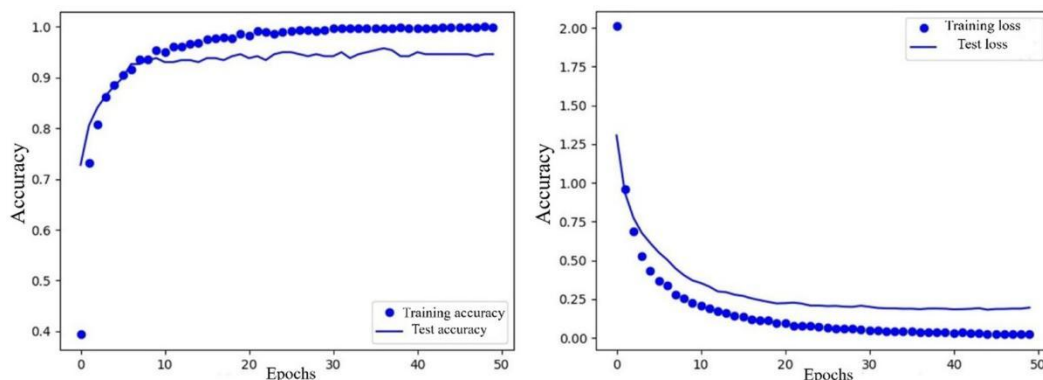 1.0
0.9
0.8
0.7
0.6
0.5
0.4
Accuracy
Training accuracy
Test accuracy
0 10 20 30 40 50
Epochs
2.00
1.75
1.50
1.25
1.00
0.75
0.50
0.25
0.00
Accuracy
Training loss
Test loss
0 10 20 30 40 50
Epochs